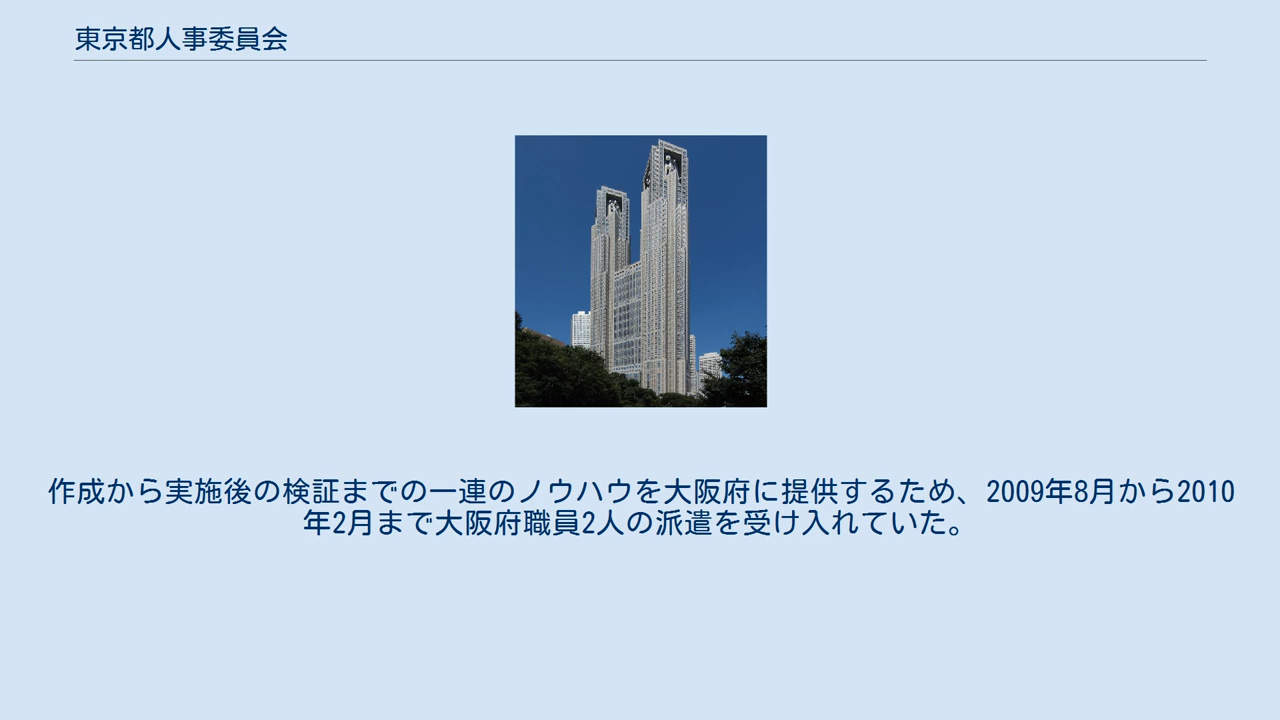 東京都人事委員会
作成から実施後の検証までの一連のノウハウを大阪府に提供するため、2009年8月から2010
年2月まで大阪府職員2人の派遣を受け入れていた。